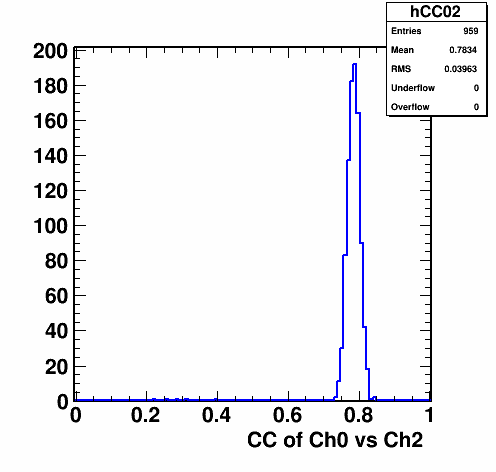 hCC02
Entries 959
Mean 0.7834
RMS 0.03963
Underflow 0
Overflow 0
200
180
160
140
120
100
80
60
40
20
0
0 0.2 0.4 0.6 0.8 1
CC of Ch0 vs Ch2